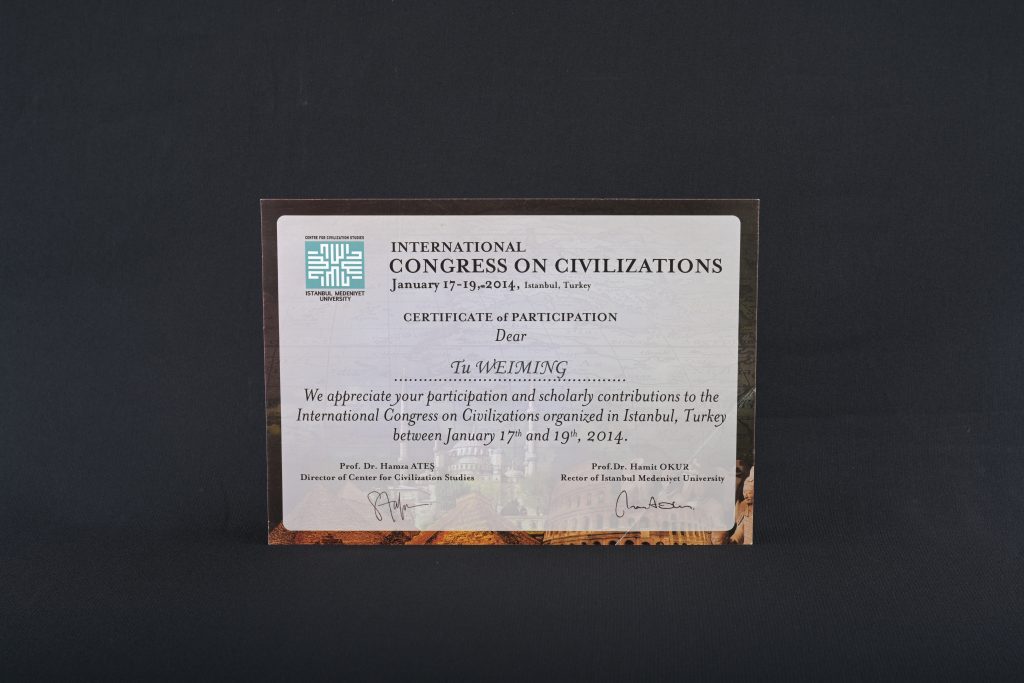 CENTRE FOR CIVILIZATION STUDIES
ISTANBUL MEDENIYET
UNIVERSITY
INTERNATIONAL
CONGRESS ON CIVILIZATIONS
January 17-19, 2014, Istanbul, Turkey
CERTIFICATE of PARTICIPATION
Dear
Tu WEIMING
We appreciate your participation and scholarly contributions to the
International Congress on Civilizations organized in Istanbul, Turkey
between January 17th and 19th, 2014.
Prof. Dr. Hamza ATEŞ
Director of Center for Civilization Studies
Prof.Dr. Hamit OKUR
Rector of Istanbul Medeniyet University